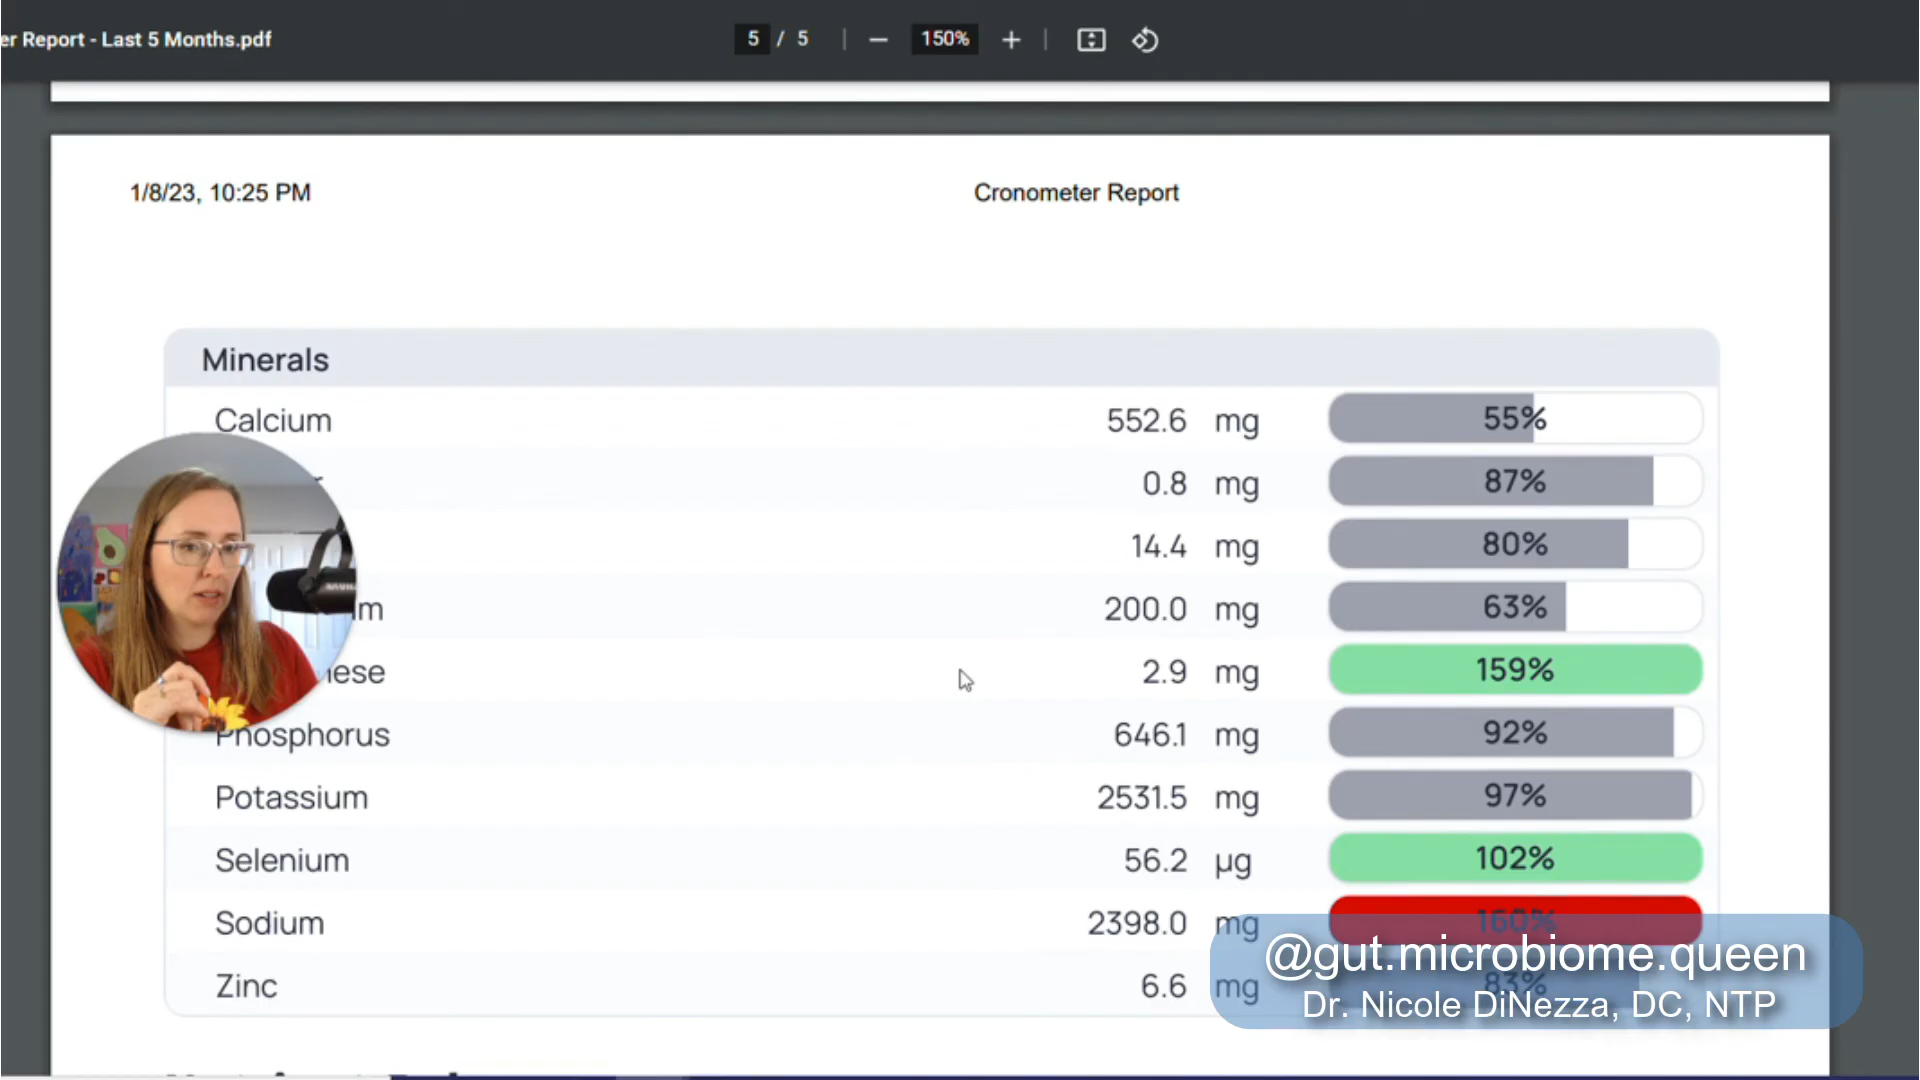 er Report - Last 5 Months.pdf
5 / 5
150%
1/8/23, 10:25 PM
Cronometer Report
Minerals
Calcium 552.6 mg 55%
0.8 mg 87%
14.4 mg 80%
m 200.0 mg 63%
nese 2.9 mg 159%
Phosphorus 646.1 mg 92%
Potassium 2531.5 mg 97%
Selenium 56.2 µg 102%
Sodium 2398.0 mg 160%
Zinc 6.6 mg 83%
@gut.microbiome.queen
Dr. Nicole DiNezza, DC, NTP